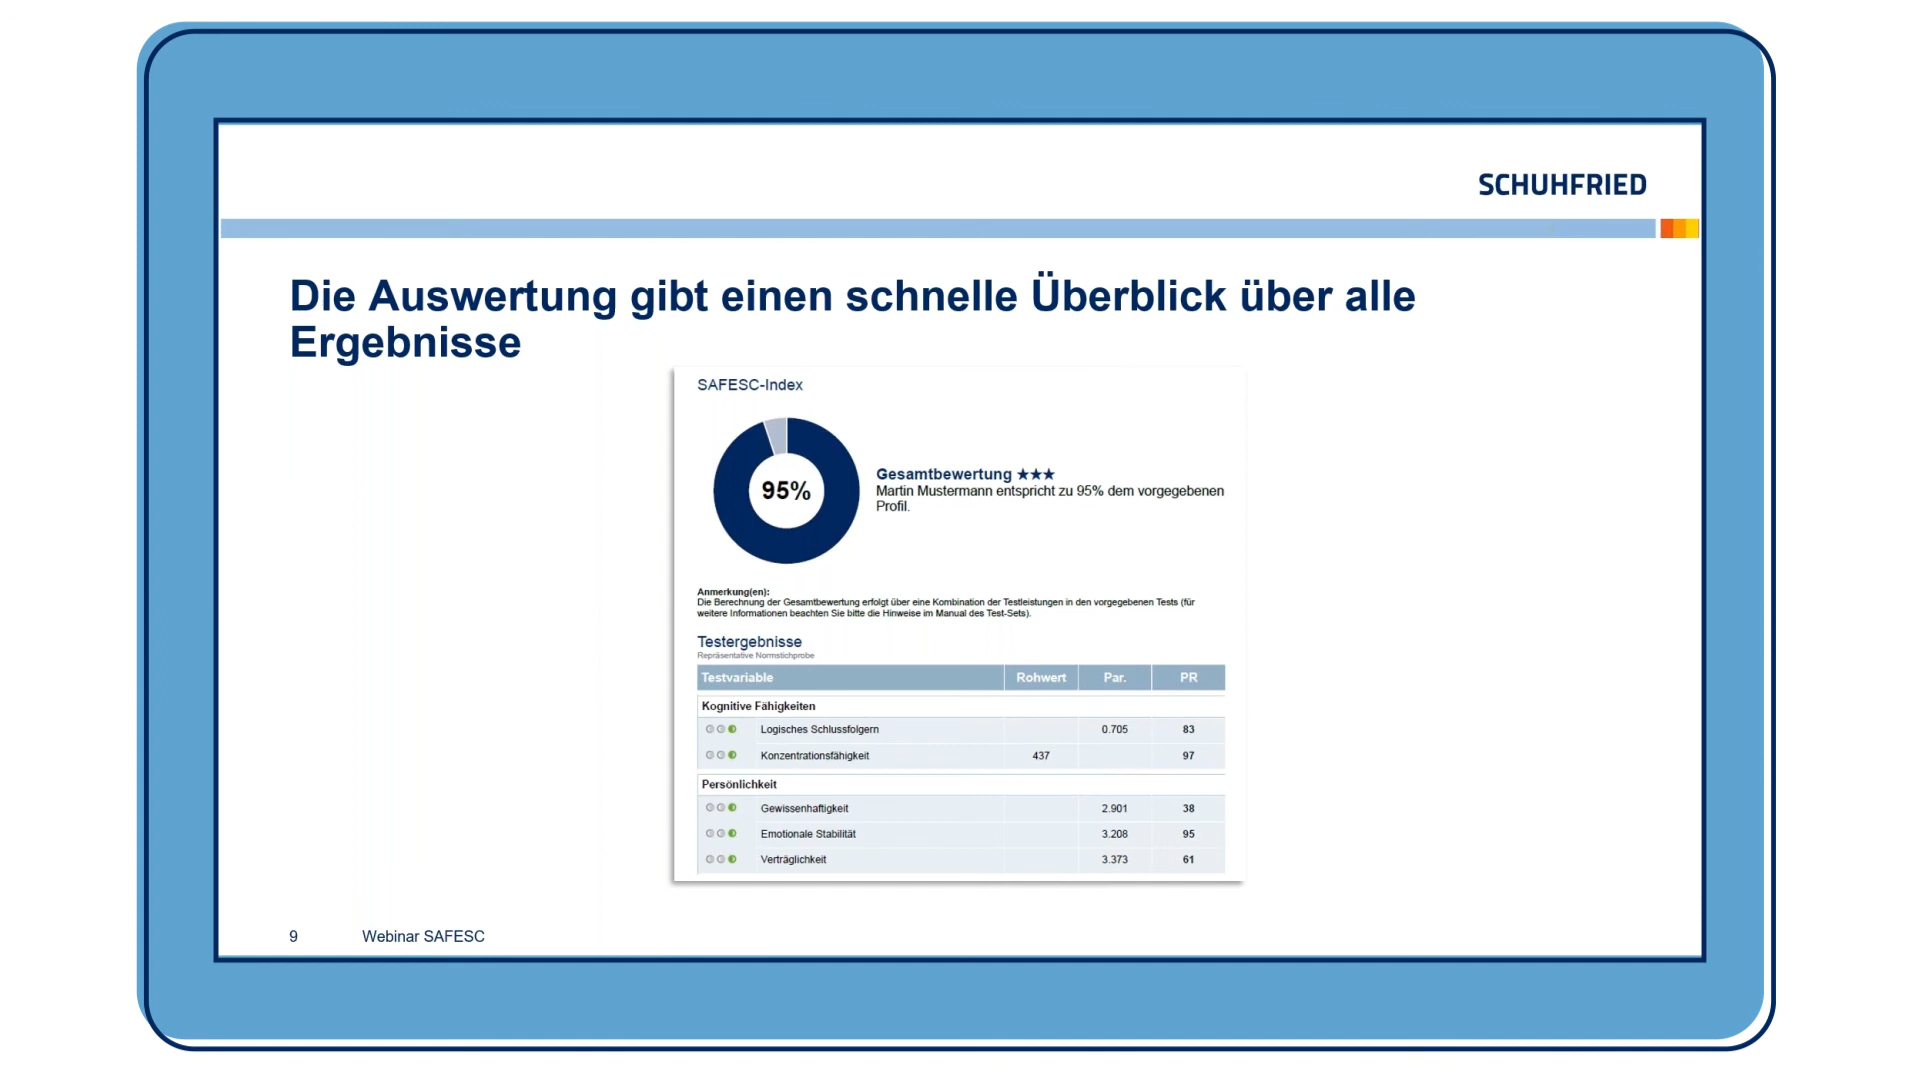 SCHUHFRIED
Die Auswertung gibt einen schnelle Überblick über alle
Ergebnisse
SAFESC-Index
95%
Gesamtbewertung ★★★
Martin Mustermann entspricht zu 95% dem vorgegebenen
Profil.
Anmerkung(en):
Die Berechnung der Gesamtbewertung erfolgt über eine Kombination der Testleistungen in den vorgegebenen Tests (für
weitere Informationen beachten Sie bitte die Hinweise im Manual des Test-Sets).
Testergebnisse
Repräsentative Normstichprobe
Testvariable Rohwert Par. PR
Kognitive Fähigkeiten
Logisches Schlussfolgern 0.705 83
Konzentrationsfähigkeit 437 97
Persönlichkeit
Gewissenhaftigkeit 2.901 38
Emotionale Stabilität 3.208 95
Verträglichkeit 3.373 61
9 Webinar SAFESC